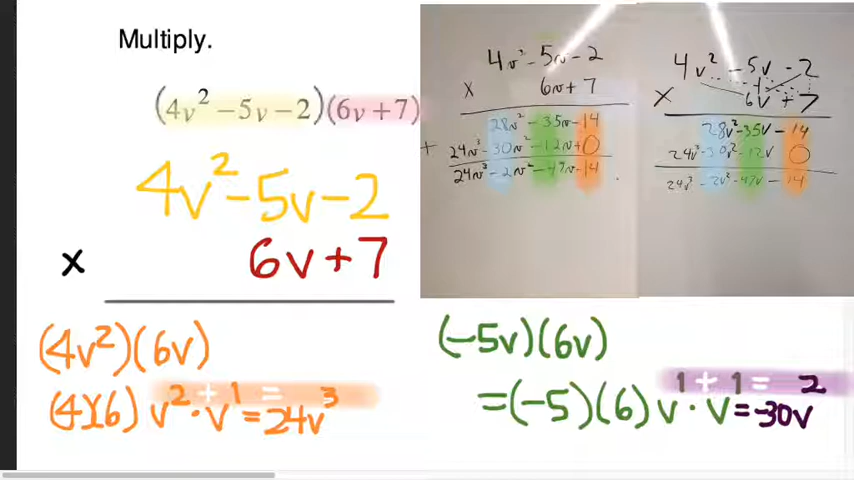 Multiply.
(4v² − 5v − 2)(6v + 7)
4v² − 5v − 2
x 6v + 7
(4v²)(6v)
(4)(6) v² · v¹ = 24v³
2 + 1 =
4v² − 5v − 2
x 6v + 7
28v² − 35v − 14
+ 24v³ − 30v² − 12v + 0
24v³ − 2v² − 47v − 14
4v² − 5v − 2
x 6v + 7
28v² − 35v − 14
24v³ − 30v² − 12v 0
24v³ − 2v² − 47v − 14
(−5v)(6v)
1 + 1 = 2
= (−5)(6) v · v = −30v²